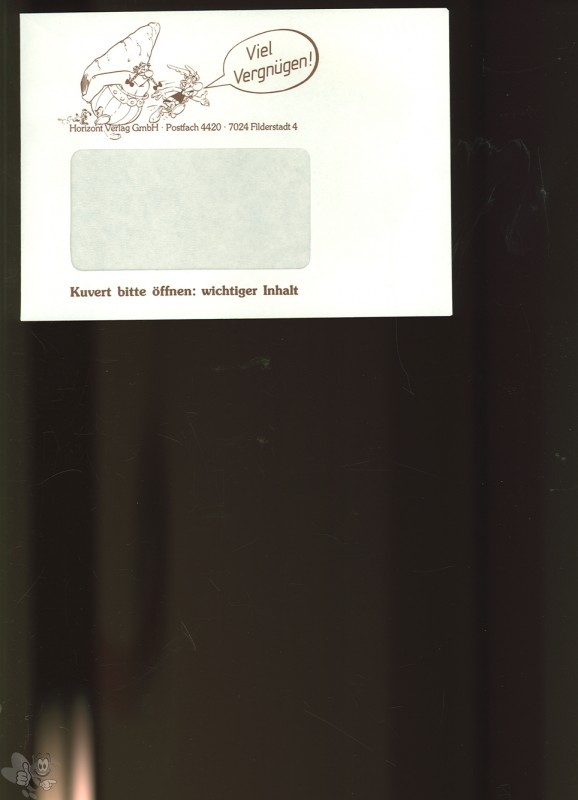 Viel
Vergnügen!
Horizont Verlag GmbH · Postfach 4420 · 7024 Filderstadt 4
Kuvert bitte öffnen: wichtiger Inhalt